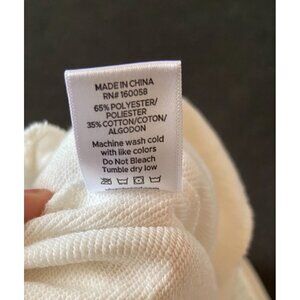 MADE IN CHINA
RN# 160058
65% POLYESTER/
POLIESTER
35% COTTON/COTON/
ALGODON
Machine wash cold
with like colors
Do Not Bleach
Tumble dry low